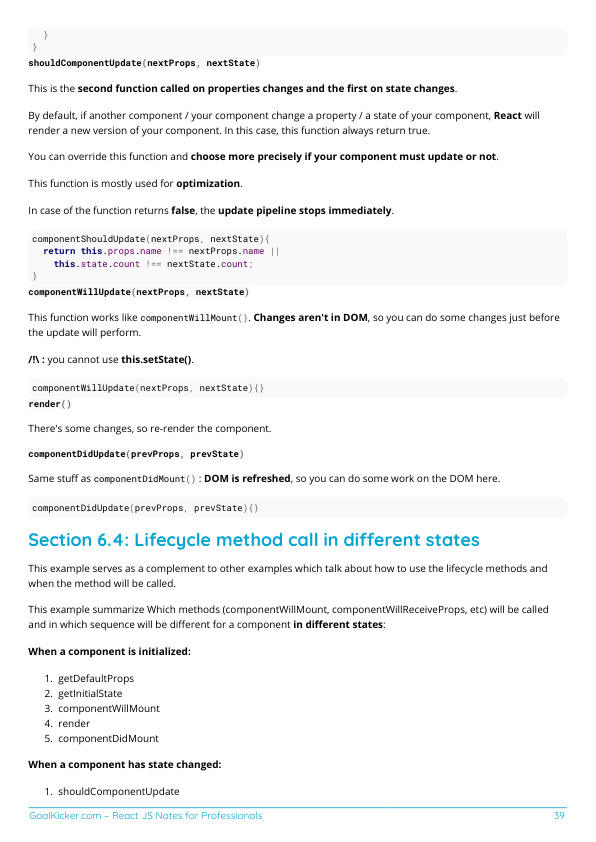 }
}
shouldComponentUpdate(nextProps, nextState)
This is the second function called on properties changes and the first on state changes.
By default, if another component / your component change a property / a state of your component, React will
render a new version of your component. In this case, this function always return true.
You can override this function and choose more precisely if your component must update or not.
This function is mostly used for optimization.
In case of the function returns false, the update pipeline stops immediately.
componentShouldUpdate(nextProps, nextState){
  return this.props.name !== nextProps.name ||
    this.state.count !== nextState.count;
}
componentWillUpdate(nextProps, nextState)
This function works like componentWillMount(). Changes aren't in DOM, so you can do some changes just before
the update will perform.
/!\ : you cannot use this.setState().
componentWillUpdate(nextProps, nextState){}
render()
There's some changes, so re-render the component.
componentDidUpdate(prevProps, prevState)
Same stuff as componentDidMount() : DOM is refreshed, so you can do some work on the DOM here.
componentDidUpdate(prevProps, prevState){}
Section 6.4: Lifecycle method call in different states
This example serves as a complement to other examples which talk about how to use the lifecycle methods and
when the method will be called.
This example summarize Which methods (componentWillMount, componentWillReceiveProps, etc) will be called
and in which sequence will be different for a component in different states:
When a component is initialized:
1. getDefaultProps
2. getInitialState
3. componentWillMount
4. render
5. componentDidMount
When a component has state changed:
1. shouldComponentUpdate
GoalKicker.com – React JS Notes for Professionals 39